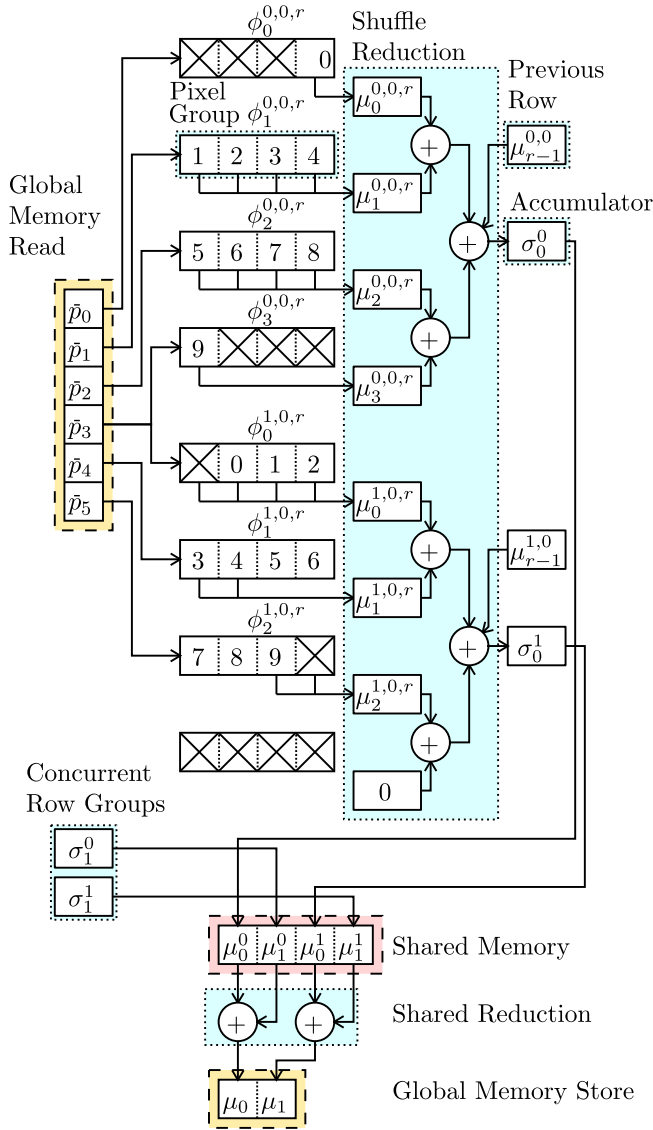 ϕ₀^{0,0,r}
Shuffle
Reduction
0
Previous
Row
Pixel
Group ϕ₁^{0,0,r}
μ₀^{0,0,r}
+
μ_{r−1}^{0,0}
1 2 3 4
Global
Memory
Read
μ₁^{0,0,r}
Accumulator
ϕ₂^{0,0,r}
5 6 7 8
+
σ₀⁰
μ₂^{0,0,r}
ϕ₃^{0,0,r}
p̄₀
p̄₁
p̄₂
p̄₃
p̄₄
p̄₅
9
+
μ₃^{0,0,r}
ϕ₀^{1,0,r}
0 1 2
μ₀^{1,0,r}
ϕ₁^{1,0,r}
3 4 5 6
+
μ_{r−1}^{1,0}
μ₁^{1,0,r}
ϕ₂^{1,0,r}
7 8 9
+
σ₀¹
μ₂^{1,0,r}
+
0
Concurrent
Row Groups
σ₁⁰
σ₁¹
μ₀⁰ μ₁⁰ μ₀¹ μ₁¹
Shared Memory
+ +
Shared Reduction
μ₀ μ₁
Global Memory Store